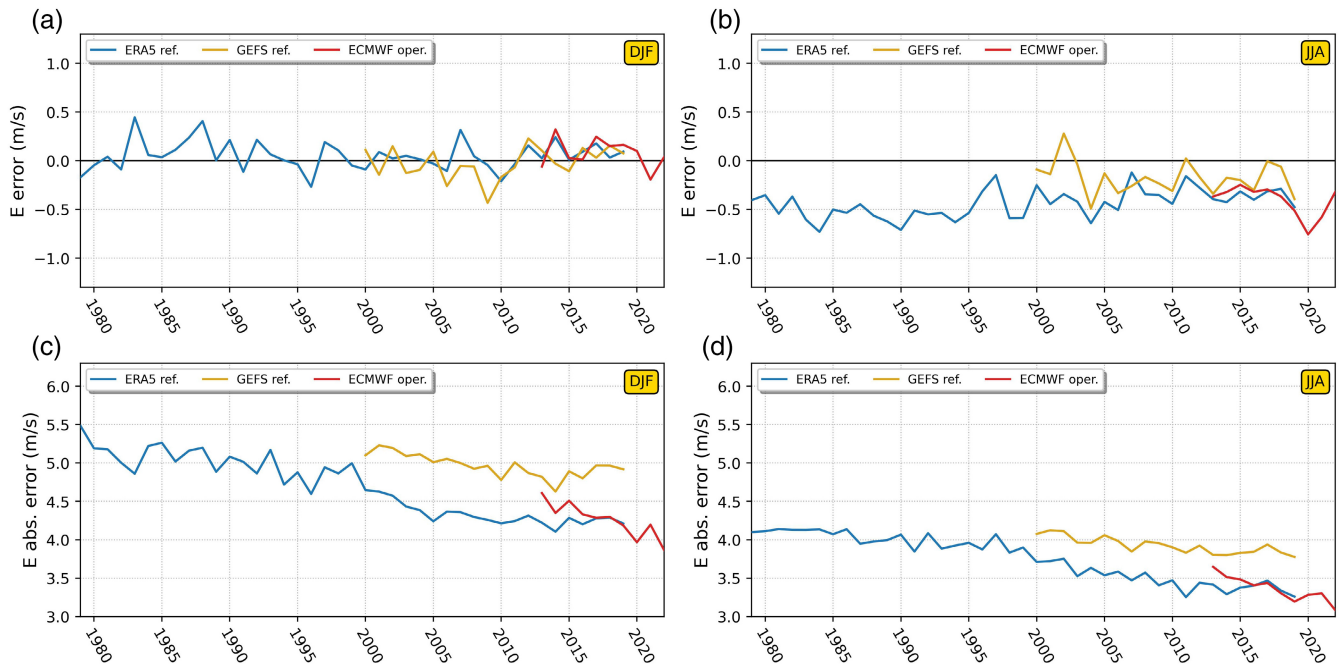 (a)
ERA5 ref. GEFS ref. ECMWF oper.
DJF
E error (m/s)
1.0
0.5
0.0
−0.5
−1.0
1980 1985 1990 1995 2000 2005 2010 2015 2020
(b)
ERA5 ref. GEFS ref. ECMWF oper.
JJA
E error (m/s)
1.0
0.5
0.0
−0.5
−1.0
1980 1985 1990 1995 2000 2005 2010 2015 2020
(c)
ERA5 ref. GEFS ref. ECMWF oper.
DJF
E abs. error (m/s)
6.0
5.5
5.0
4.5
4.0
3.5
3.0
1980 1985 1990 1995 2000 2005 2010 2015 2020
(d)
ERA5 ref. GEFS ref. ECMWF oper.
JJA
E abs. error (m/s)
6.0
5.5
5.0
4.5
4.0
3.5
3.0
1980 1985 1990 1995 2000 2005 2010 2015 2020